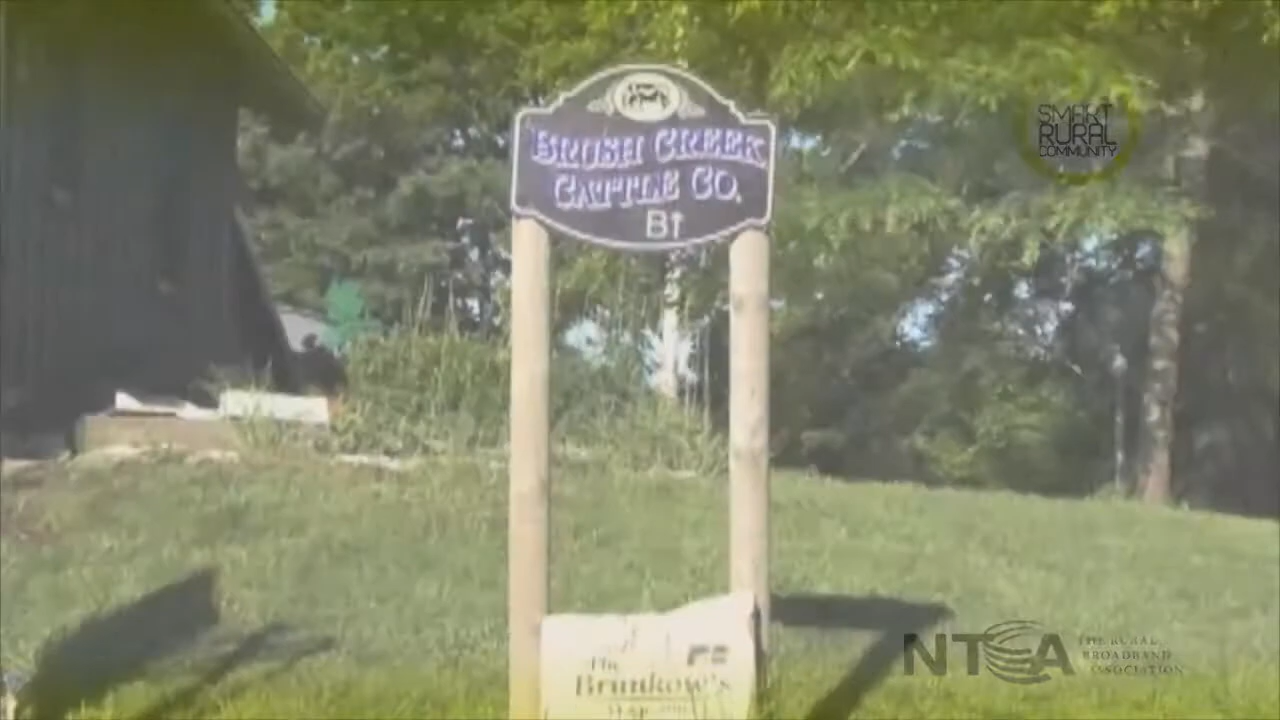 BRUSH CREEK
CATTLE CO.
B↑
SMART
RURAL
COMMUNITY
The
Brunkow's
NTCA
THE RURAL
BROADBAND
ASSOCIATION